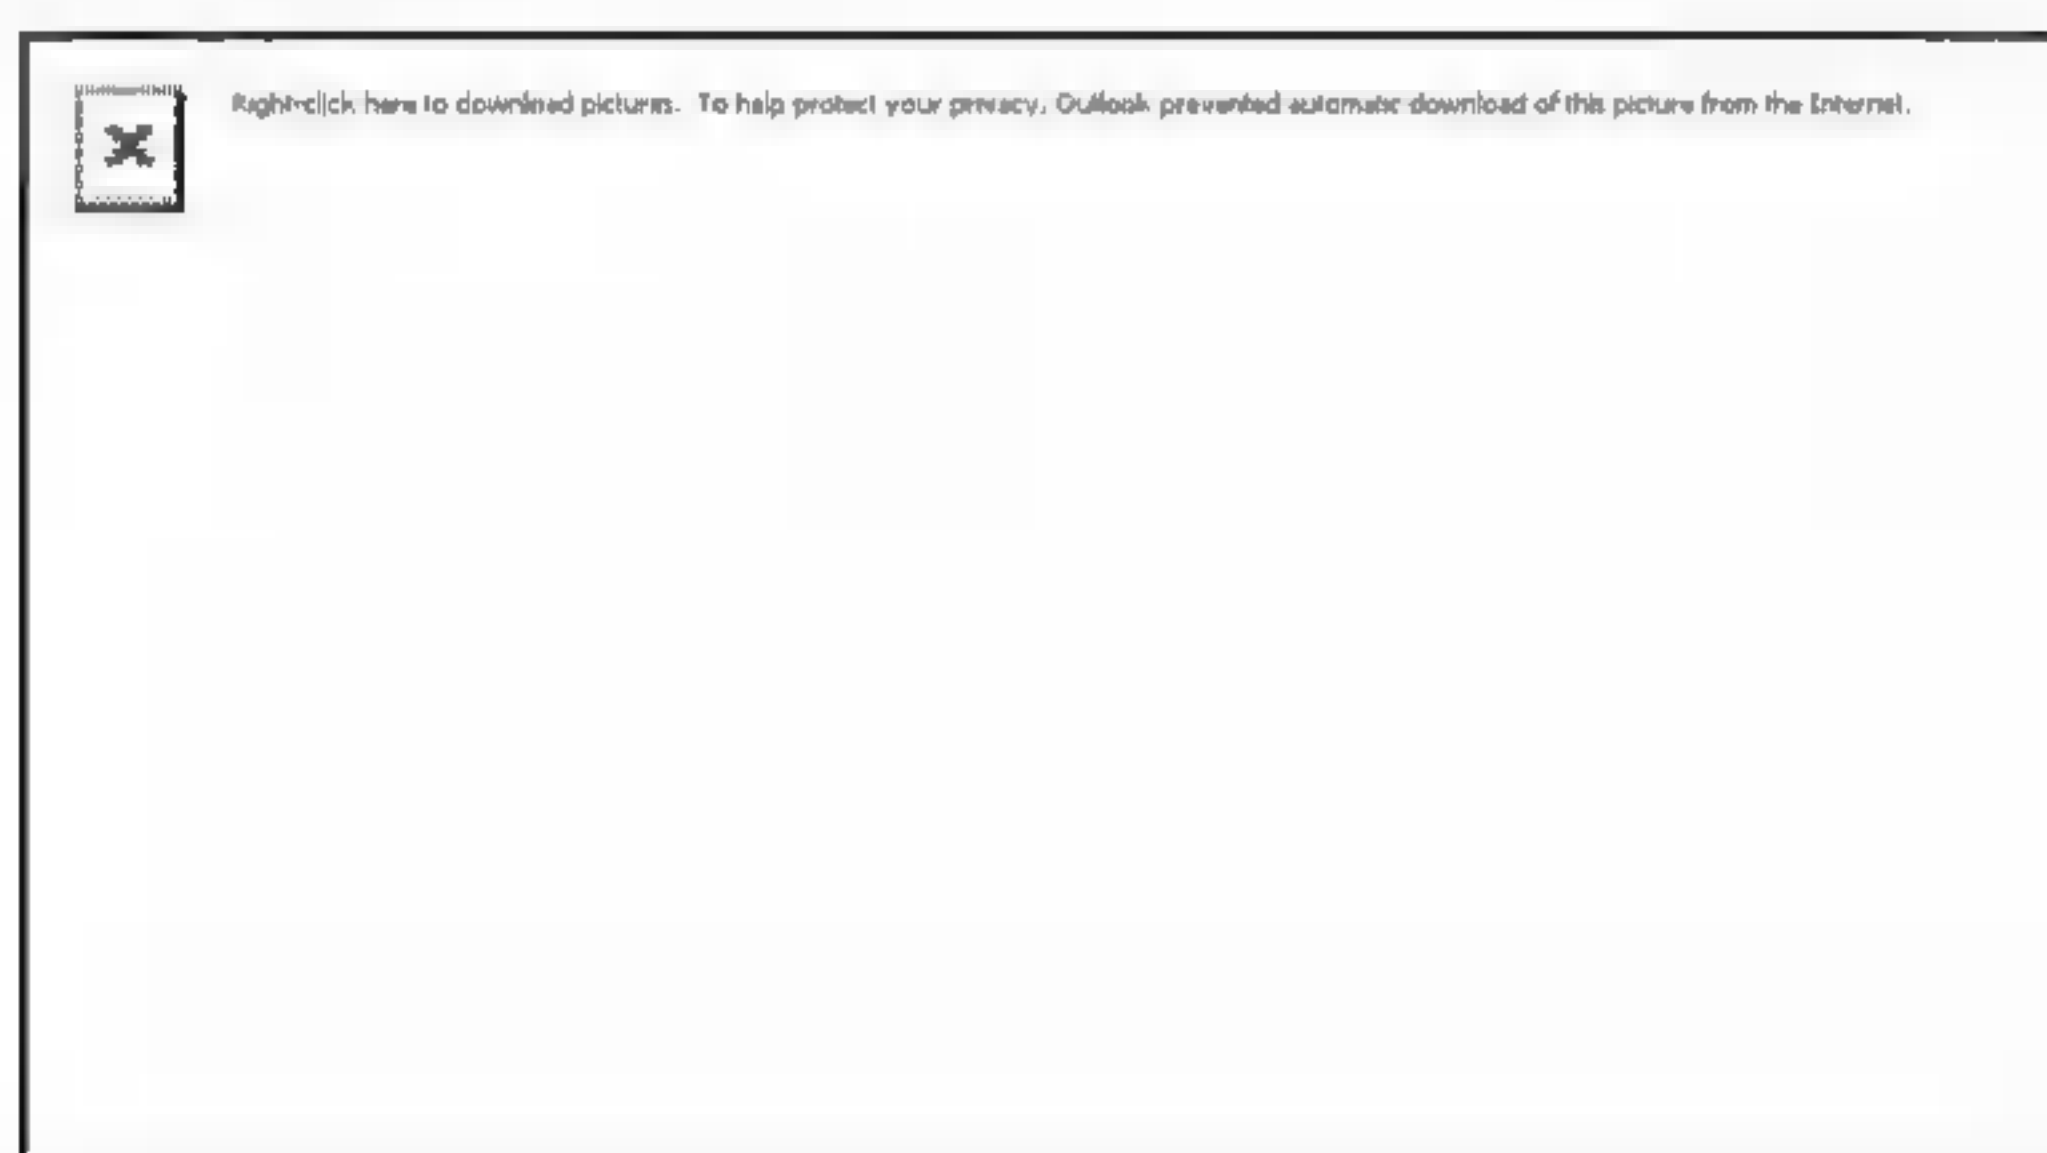 Right-click here to download pictures. To help protect your privacy, Outlook prevented automatic download of this picture from the Internet.